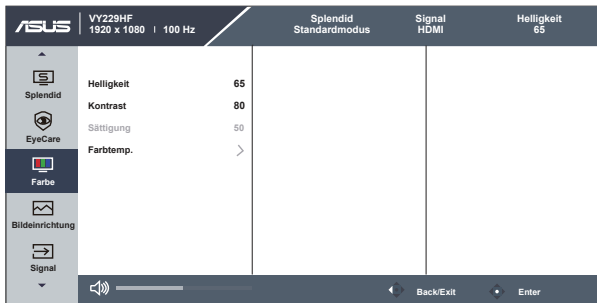 ASUS
VY229HF
1920 x 1080 | 100 Hz
Splendid
Standardmodus
Signal
HDMI
Helligkeit
65
Splendid
EyeCare
Farbe
Bildeinrichtung
Signal
Helligkeit 65
Kontrast 80
Sättigung 50
Farbtemp.
Back/Exit
Enter